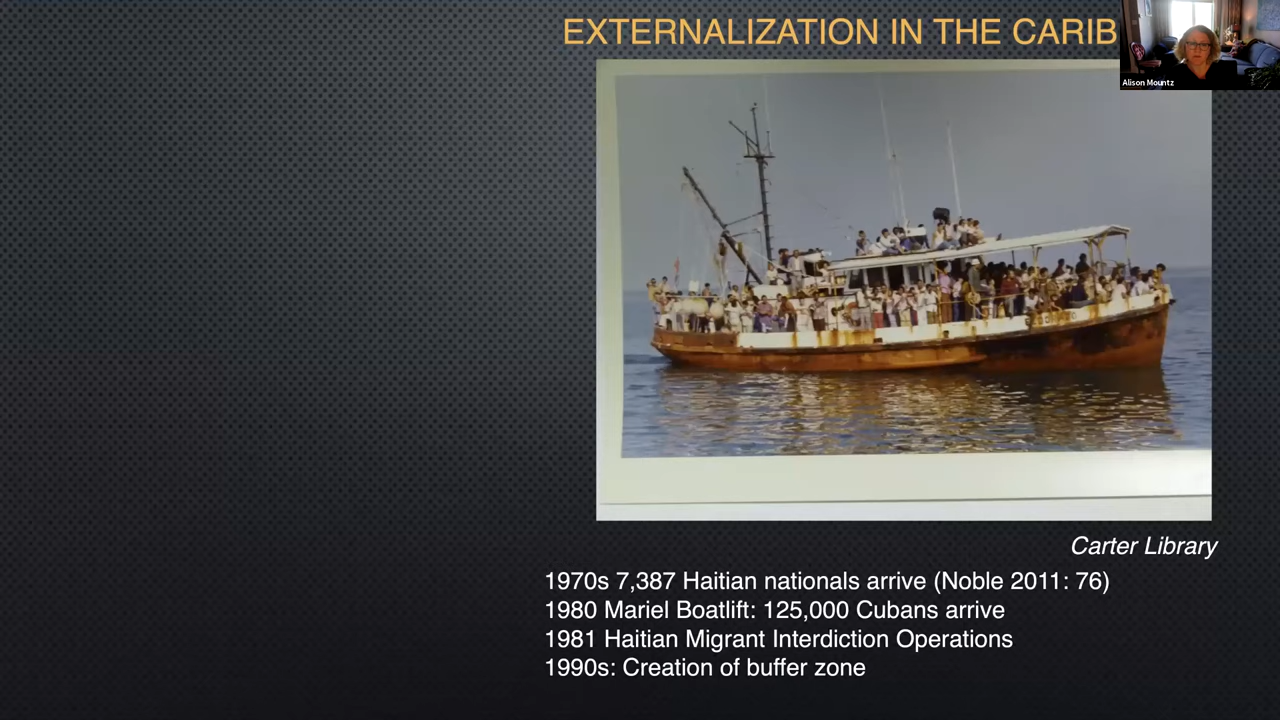 EXTERNALIZATION IN THE CARIB
Alison Mountz
Carter Library
1970s 7,387 Haitian nationals arrive (Noble 2011: 76)
1980 Mariel Boatlift: 125,000 Cubans arrive
1981 Haitian Migrant Interdiction Operations
1990s: Creation of buffer zone